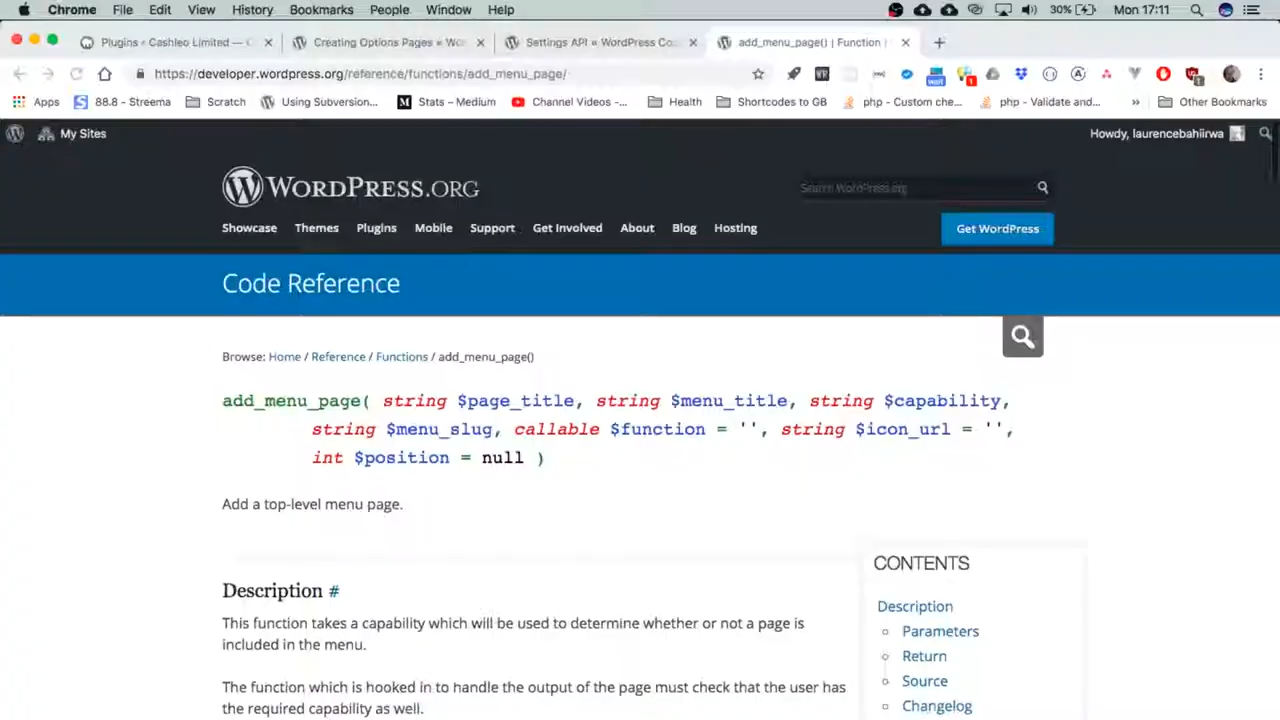 Chrome File Edit View History Bookmarks People Window Help 30% Mon 17:11
Plugins ‹ Cashleo Limited — Creating Options Pages « Wo Settings API « WordPress Co add_menu_page() | Function |
https://developer.wordpress.org/reference/functions/add_menu_page/
Apps 88.8 - Streema Scratch Using Subversion... Stats – Medium Channel Videos -... Health Shortcodes to GB php - Custom che... php - Validate and... » Other Bookmarks
My Sites Howdy, laurencebahiirwa
WORDPRESS.ORG Search WordPress.org
Showcase Themes Plugins Mobile Support Get Involved About Blog Hosting Get WordPress
Code Reference
Browse: Home / Reference / Functions / add_menu_page()
add_menu_page( string $page_title, string $menu_title, string $capability,
string $menu_slug, callable $function = '', string $icon_url = '',
int $position = null )
Add a top-level menu page.
CONTENTS
Description #
Description
This function takes a capability which will be used to determine whether or not a page is
included in the menu.
Parameters
Return
The function which is hooked in to handle the output of the page must check that the user has
the required capability as well.
Source
Changelog